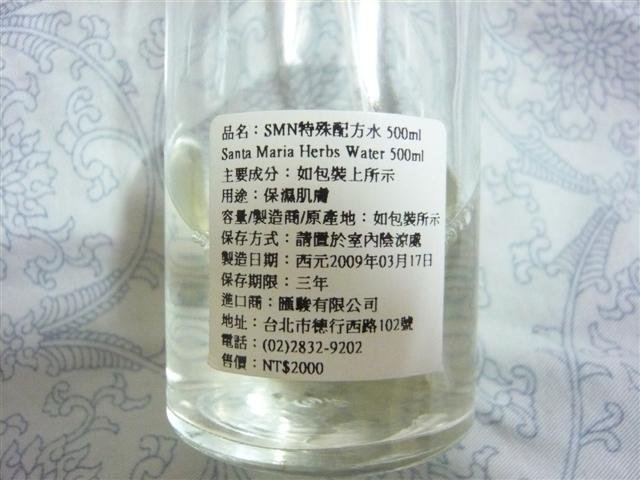 品名：SMN特殊配方水 500ml
Santa Maria Herbs Water 500ml
主要成分：如包裝上所示
用途：保濕肌膚
容量/製造商/原產地：如包裝所示
保存方式：請置於室內陰涼處
製造日期：西元2009年03月17日
保存期限：三年
進口商：匯駿有限公司
地址：台北市德行西路102號
電話：(02)2832-9202
售價：NT$2000